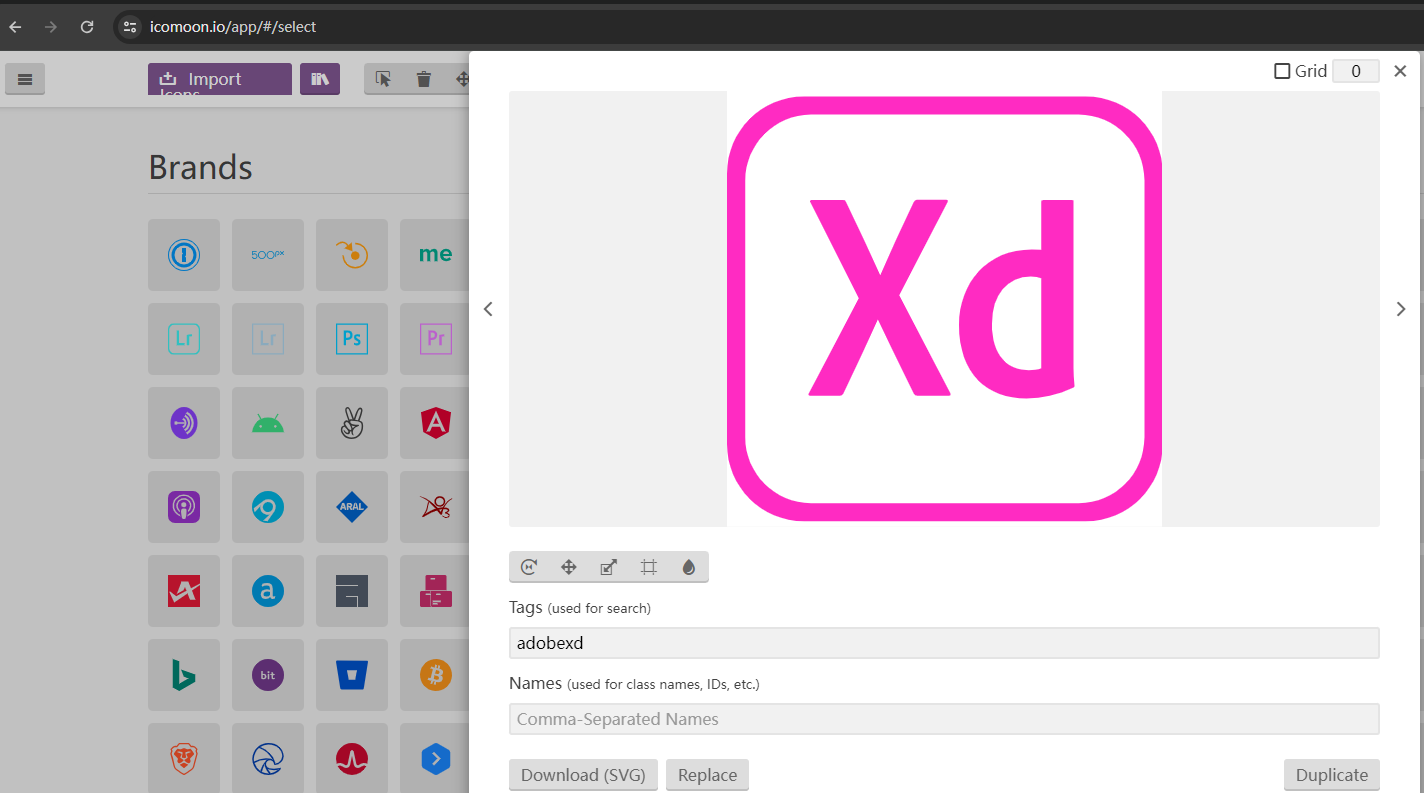 icomoon.io/app/#/select
Import
Icons
Grid 0
Brands
Xd
500px
me
Lr Lr Ps Pr
ARAL
3
a
bit
Tags (used for search)
adobexd
Names (used for class names, IDs, etc.)
Comma-Separated Names
Download (SVG) Replace Duplicate